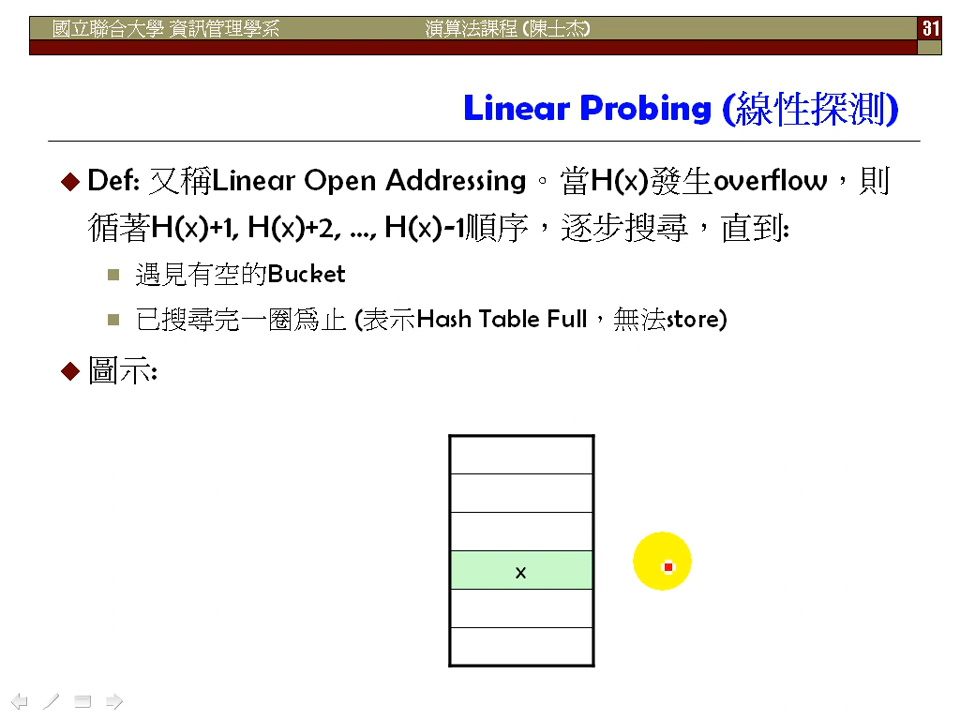 國立聯合大學 資訊管理學系 演算法課程 (陳士杰) 31
Linear Probing (線性探測)
Def: 又稱Linear Open Addressing。當H(x)發生overflow，則
循著H(x)+1, H(x)+2, ..., H(x)-1順序，逐步搜尋，直到:
遇見有空的Bucket
已搜尋完一圈為止 (表示Hash Table Full，無法store)
圖示:
x